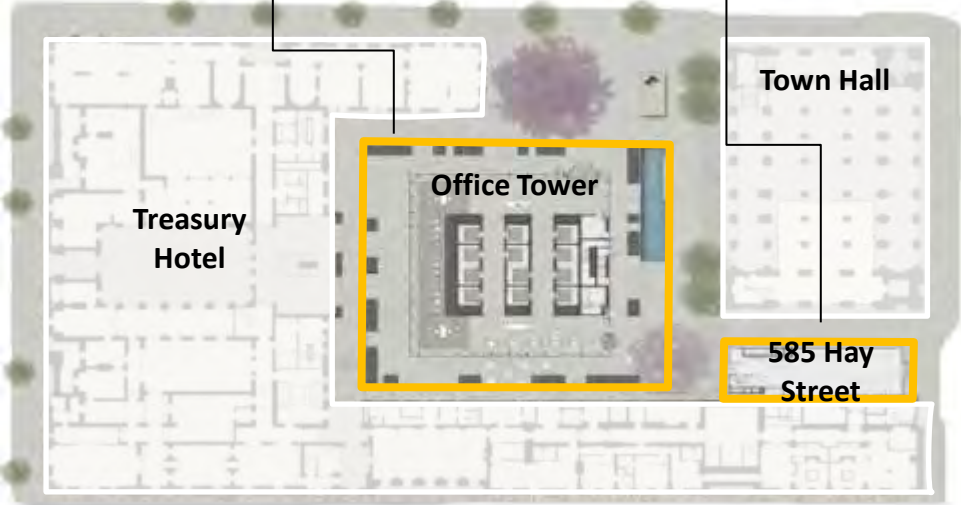 Town Hall
Office Tower
Treasury
Hotel
585 Hay
Street